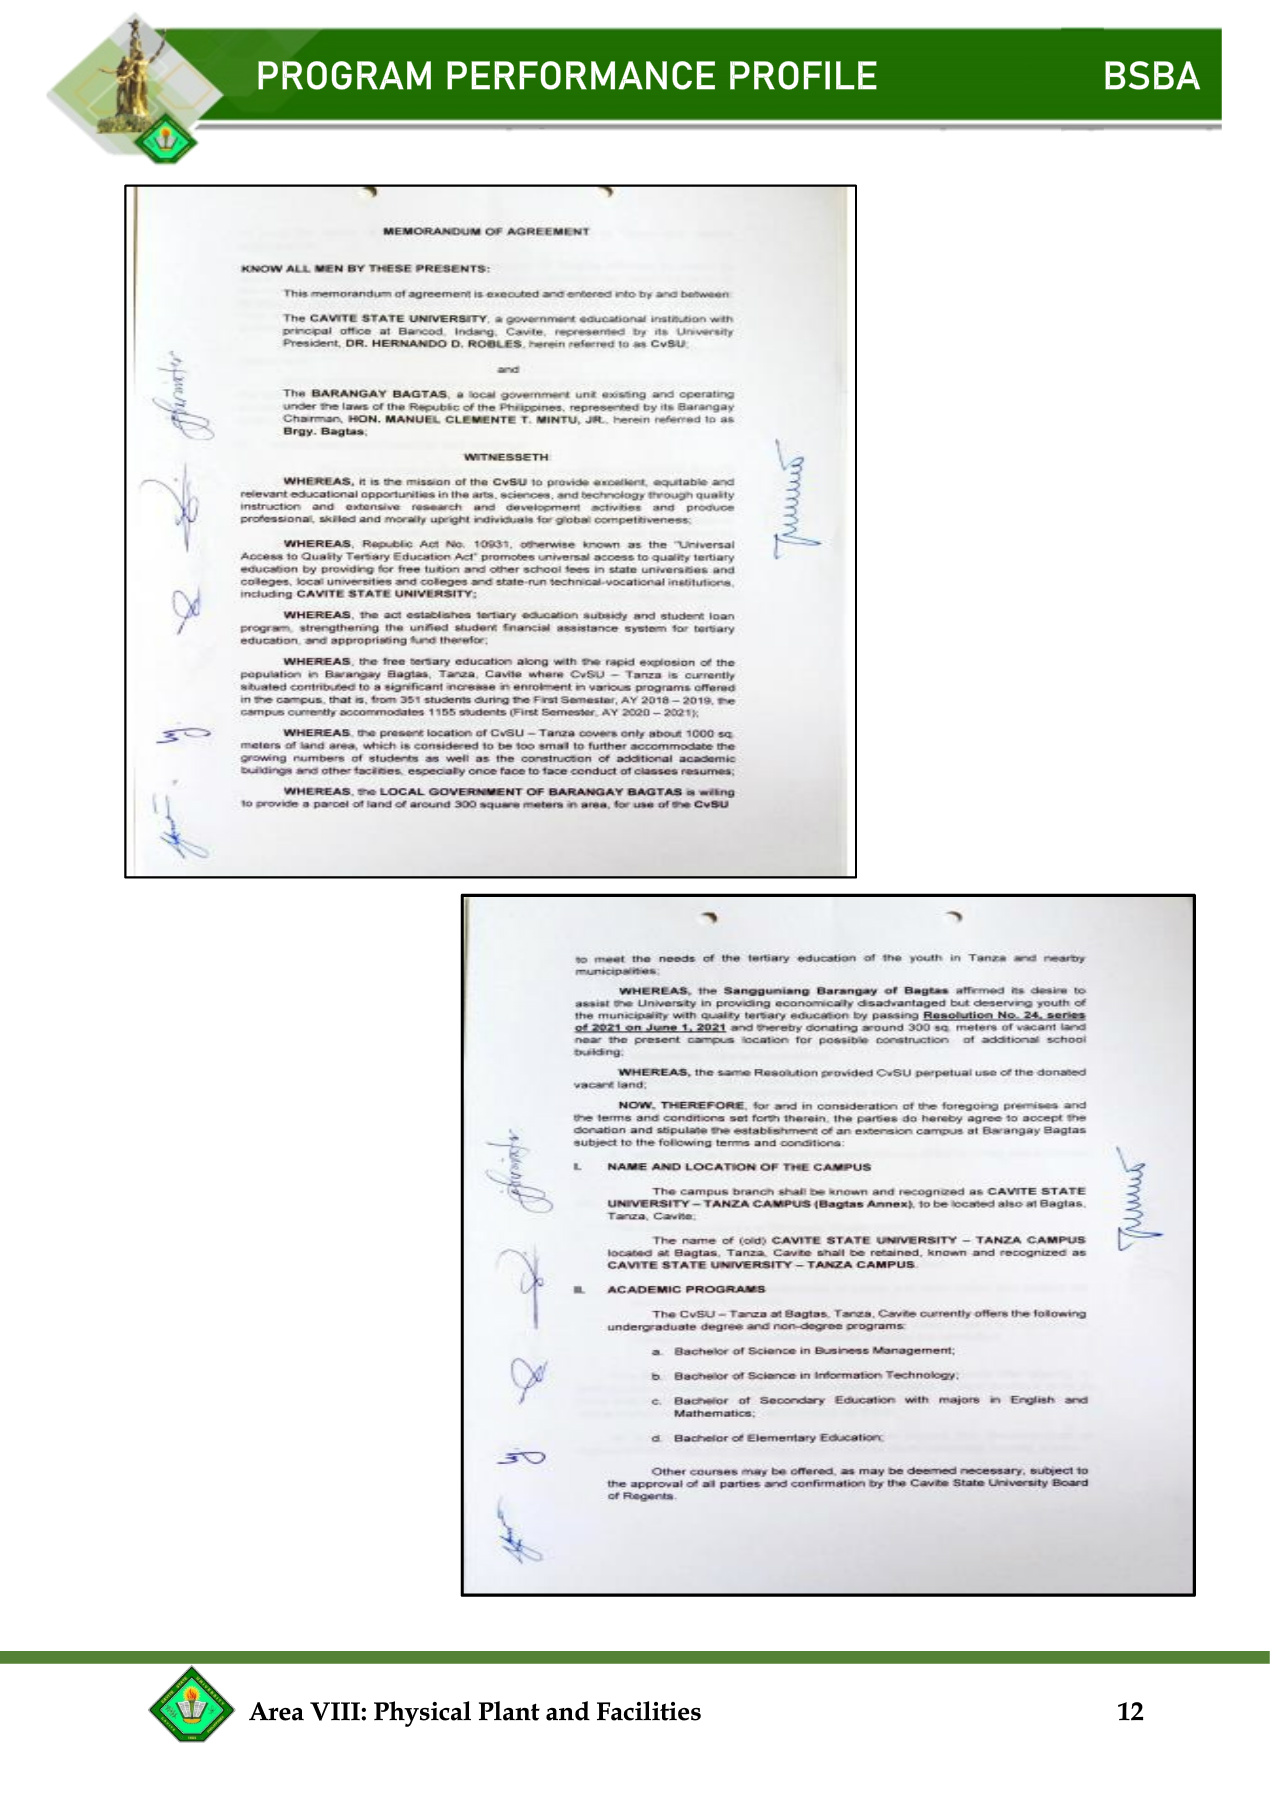 PROGRAM PERFORMANCE PROFILE BSBA
MEMORANDUM OF AGREEMENT
KNOW ALL MEN BY THESE PRESENTS:
This memorandum of agreement is executed and entered into by and between:
The CAVITE STATE UNIVERSITY, a government educational institution with
principal office at Bancod, Indang, Cavite, represented by its University
President, DR. HERNANDO D. ROBLES, herein referred to as CvSU;
and
The BARANGAY BAGTAS, a local government unit existing and operating
under the laws of the Republic of the Philippines, represented by its Barangay
Chairman, HON. MANUEL CLEMENTE T. MINTU, JR., herein referred to as
Brgy. Bagtas;
WITNESSETH
WHEREAS, it is the mission of the CvSU to provide excellent, equitable and
relevant educational opportunities in the arts, sciences, and technology through quality
instruction and extensive research and development activities and produce
professional, skilled and morally upright individuals for global competitiveness;
WHEREAS, Republic Act No. 10931, otherwise known as the "Universal
Access to Quality Tertiary Education Act" promotes universal access to quality tertiary
education by providing for free tuition and other school fees in state universities and
colleges, local universities and colleges and state-run technical-vocational institutions,
including CAVITE STATE UNIVERSITY;
WHEREAS, the act establishes tertiary education subsidy and student loan
program, strengthening the unified student financial assistance system for tertiary
education, and appropriating fund therefor;
WHEREAS, the free tertiary education along with the rapid explosion of the
population in Barangay Bagtas, Tanza, Cavite where CvSU – Tanza is currently
situated contributed to a significant increase in enrolment in various programs offered
in the campus, that is, from 351 students during the First Semester, AY 2018 – 2019, the
campus currently accommodates 1155 students (First Semester, AY 2020 – 2021);
WHEREAS, the present location of CvSU – Tanza covers only about 1000 sq.
meters of land area, which is considered to be too small to further accommodate the
growing numbers of students as well as the construction of additional academic
buildings and other facilities, especially once face to face conduct of classes resumes;
WHEREAS, the LOCAL GOVERNMENT OF BARANGAY BAGTAS is willing
to provide a parcel of land of around 300 square meters in area, for use of the CvSU
to meet the needs of the tertiary education of the youth in Tanza and nearby
municipalities;
WHEREAS, the Sangguniang Barangay of Bagtas affirmed its desire to
assist the University in providing economically disadvantaged but deserving youth of
the municipality with quality tertiary education by passing Resolution No. 24, series
of 2021 on June 1, 2021 and thereby donating around 300 sq. meters of vacant land
near the present campus location for possible construction of additional school
building;
WHEREAS, the same Resolution provided CvSU perpetual use of the donated
vacant land;
NOW, THEREFORE, for and in consideration of the foregoing premises and
the terms and conditions set forth therein, the parties do hereby agree to accept the
donation and stipulate the establishment of an extension campus at Barangay Bagtas
subject to the following terms and conditions:
I. NAME AND LOCATION OF THE CAMPUS
The campus branch shall be known and recognized as CAVITE STATE
UNIVERSITY – TANZA CAMPUS (Bagtas Annex), to be located also at Bagtas,
Tanza, Cavite;
The name of (old) CAVITE STATE UNIVERSITY – TANZA CAMPUS
located at Bagtas, Tanza, Cavite shall be retained, known and recognized as
CAVITE STATE UNIVERSITY – TANZA CAMPUS.
II. ACADEMIC PROGRAMS
The CvSU – Tanza at Bagtas, Tanza, Cavite currently offers the following
undergraduate degree and non-degree programs:
a. Bachelor of Science in Business Management;
b. Bachelor of Science in Information Technology;
c. Bachelor of Secondary Education with majors in English and
Mathematics;
d. Bachelor of Elementary Education;
Other courses may be offered, as may be deemed necessary, subject to
the approval of all parties and confirmation by the Cavite State University Board
of Regents.
Area VIII: Physical Plant and Facilities 12